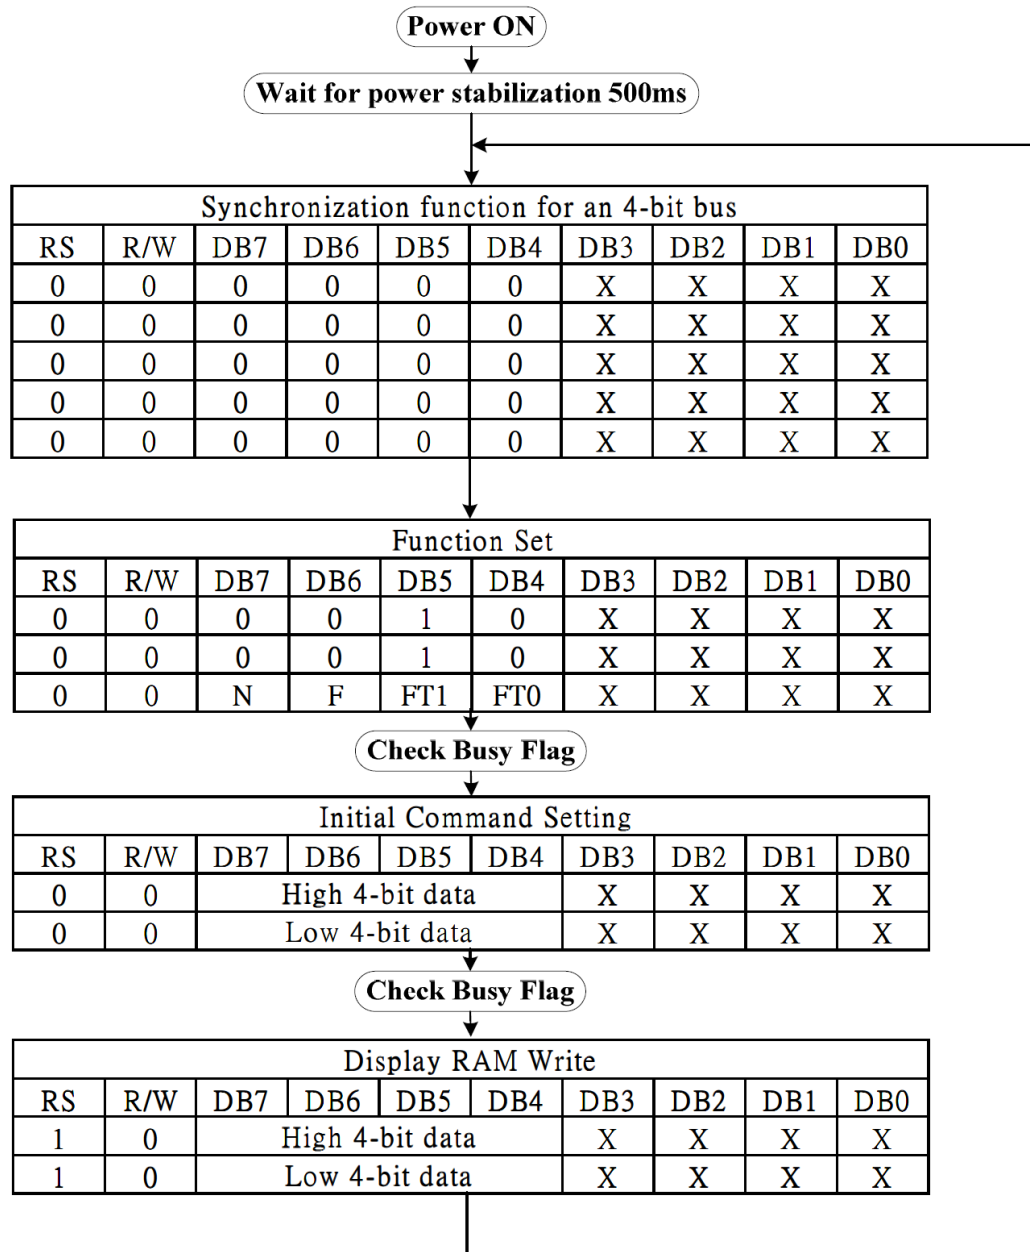 Power ON
Wait for power stabilization 500ms
Synchronization function for an 4-bit bus
RS R/W DB7 DB6 DB5 DB4 DB3 DB2 DB1 DB0
0 0 0 0 0 0 X X X X
0 0 0 0 0 0 X X X X
0 0 0 0 0 0 X X X X
0 0 0 0 0 0 X X X X
0 0 0 0 0 0 X X X X
Function Set
RS R/W DB7 DB6 DB5 DB4 DB3 DB2 DB1 DB0
0 0 0 0 1 0 X X X X
0 0 0 0 1 0 X X X X
0 0 N F FT1 FT0 X X X X
Check Busy Flag
Initial Command Setting
RS R/W DB7 DB6 DB5 DB4 DB3 DB2 DB1 DB0
0 0 High 4-bit data X X X X
0 0 Low 4-bit data X X X X
Check Busy Flag
Display RAM Write
RS R/W DB7 DB6 DB5 DB4 DB3 DB2 DB1 DB0
1 0 High 4-bit data X X X X
1 0 Low 4-bit data X X X X